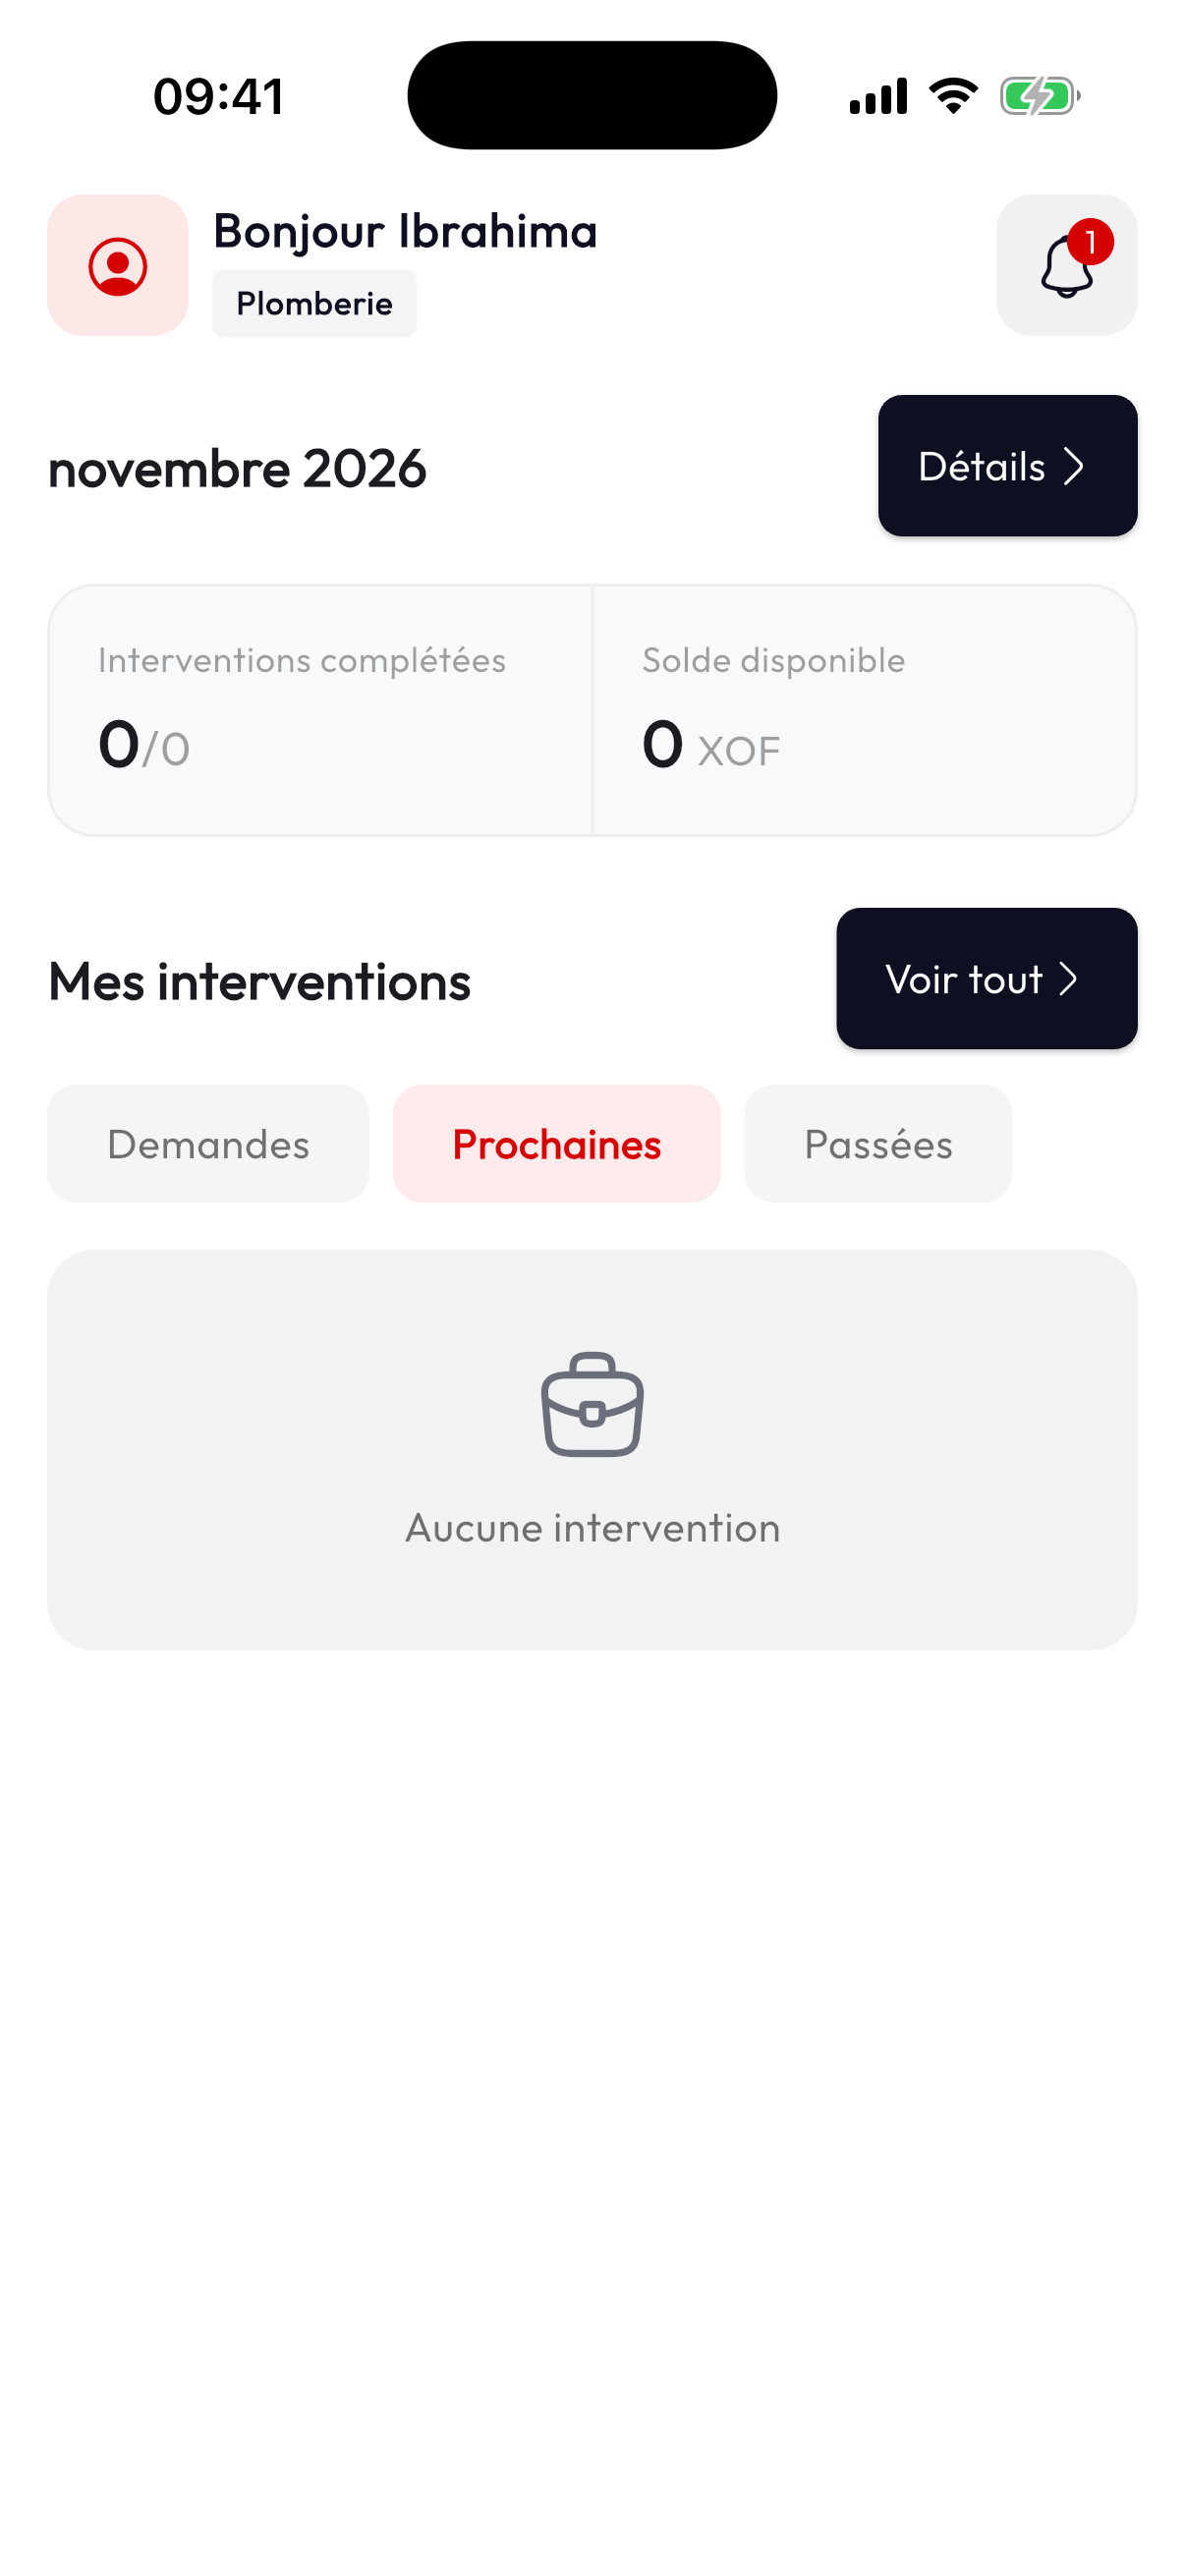 09:41
Bonjour Ibrahima
1
Plomberie
novembre 2026
Détails
Interventions complétées
Solde disponible
0/0
0 XOF
Mes interventions
Voir tout
Demandes
Prochaines
Passées
Aucune intervention